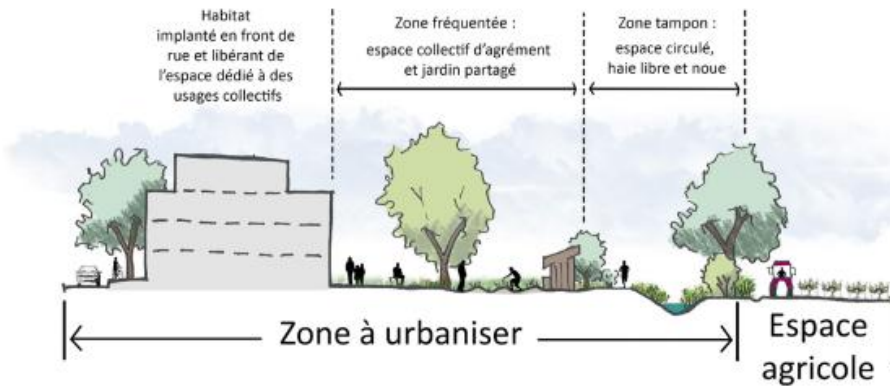 Habitat
implanté en front de
rue et libérant de
l'espace dédié à des
usages collectifs
Zone fréquentée :
espace collectif d'agrément
et jardin partagé
Zone tampon :
espace circulé,
haie libre et noue
Zone à urbaniser
Espace
agricole